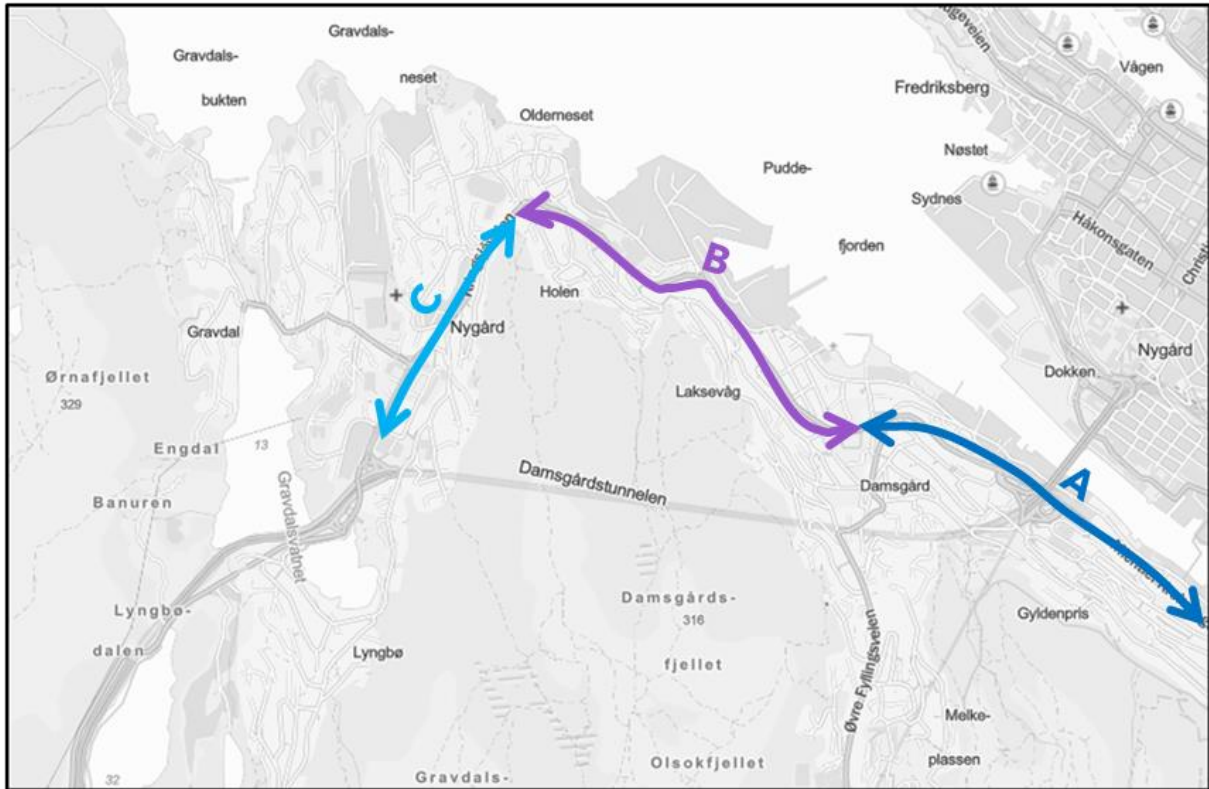 Gravdals-
neset
Gravdals-
bukten
Olderneset
Pudde-
fjorden
Fredriksberg
Vågen
Nøstet
Sydnes
Håkonsgaten
B
C
Holen
Nygård
Gravdal
Ørnafjellet
329
Laksevåg
Nygård
Dokken
Engdal
13
Banuren
Gravdalsvatnet
Damsgårdstunnelen
Damsgård
A
Lyngbø-
dalen
Lyngbø
Damsgårds-
316
fjellet
Øvre Fyllingsveien
Gyldenpris
Melke-
plassen
Olsokfjellet
Gravdals-
32